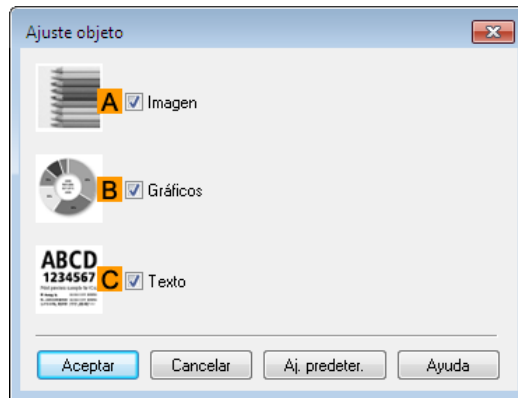 Ajuste objeto
A Imagen
B Gráficos
ABCD
1234567
C Texto
Aceptar Cancelar Aj. predeter. Ayuda